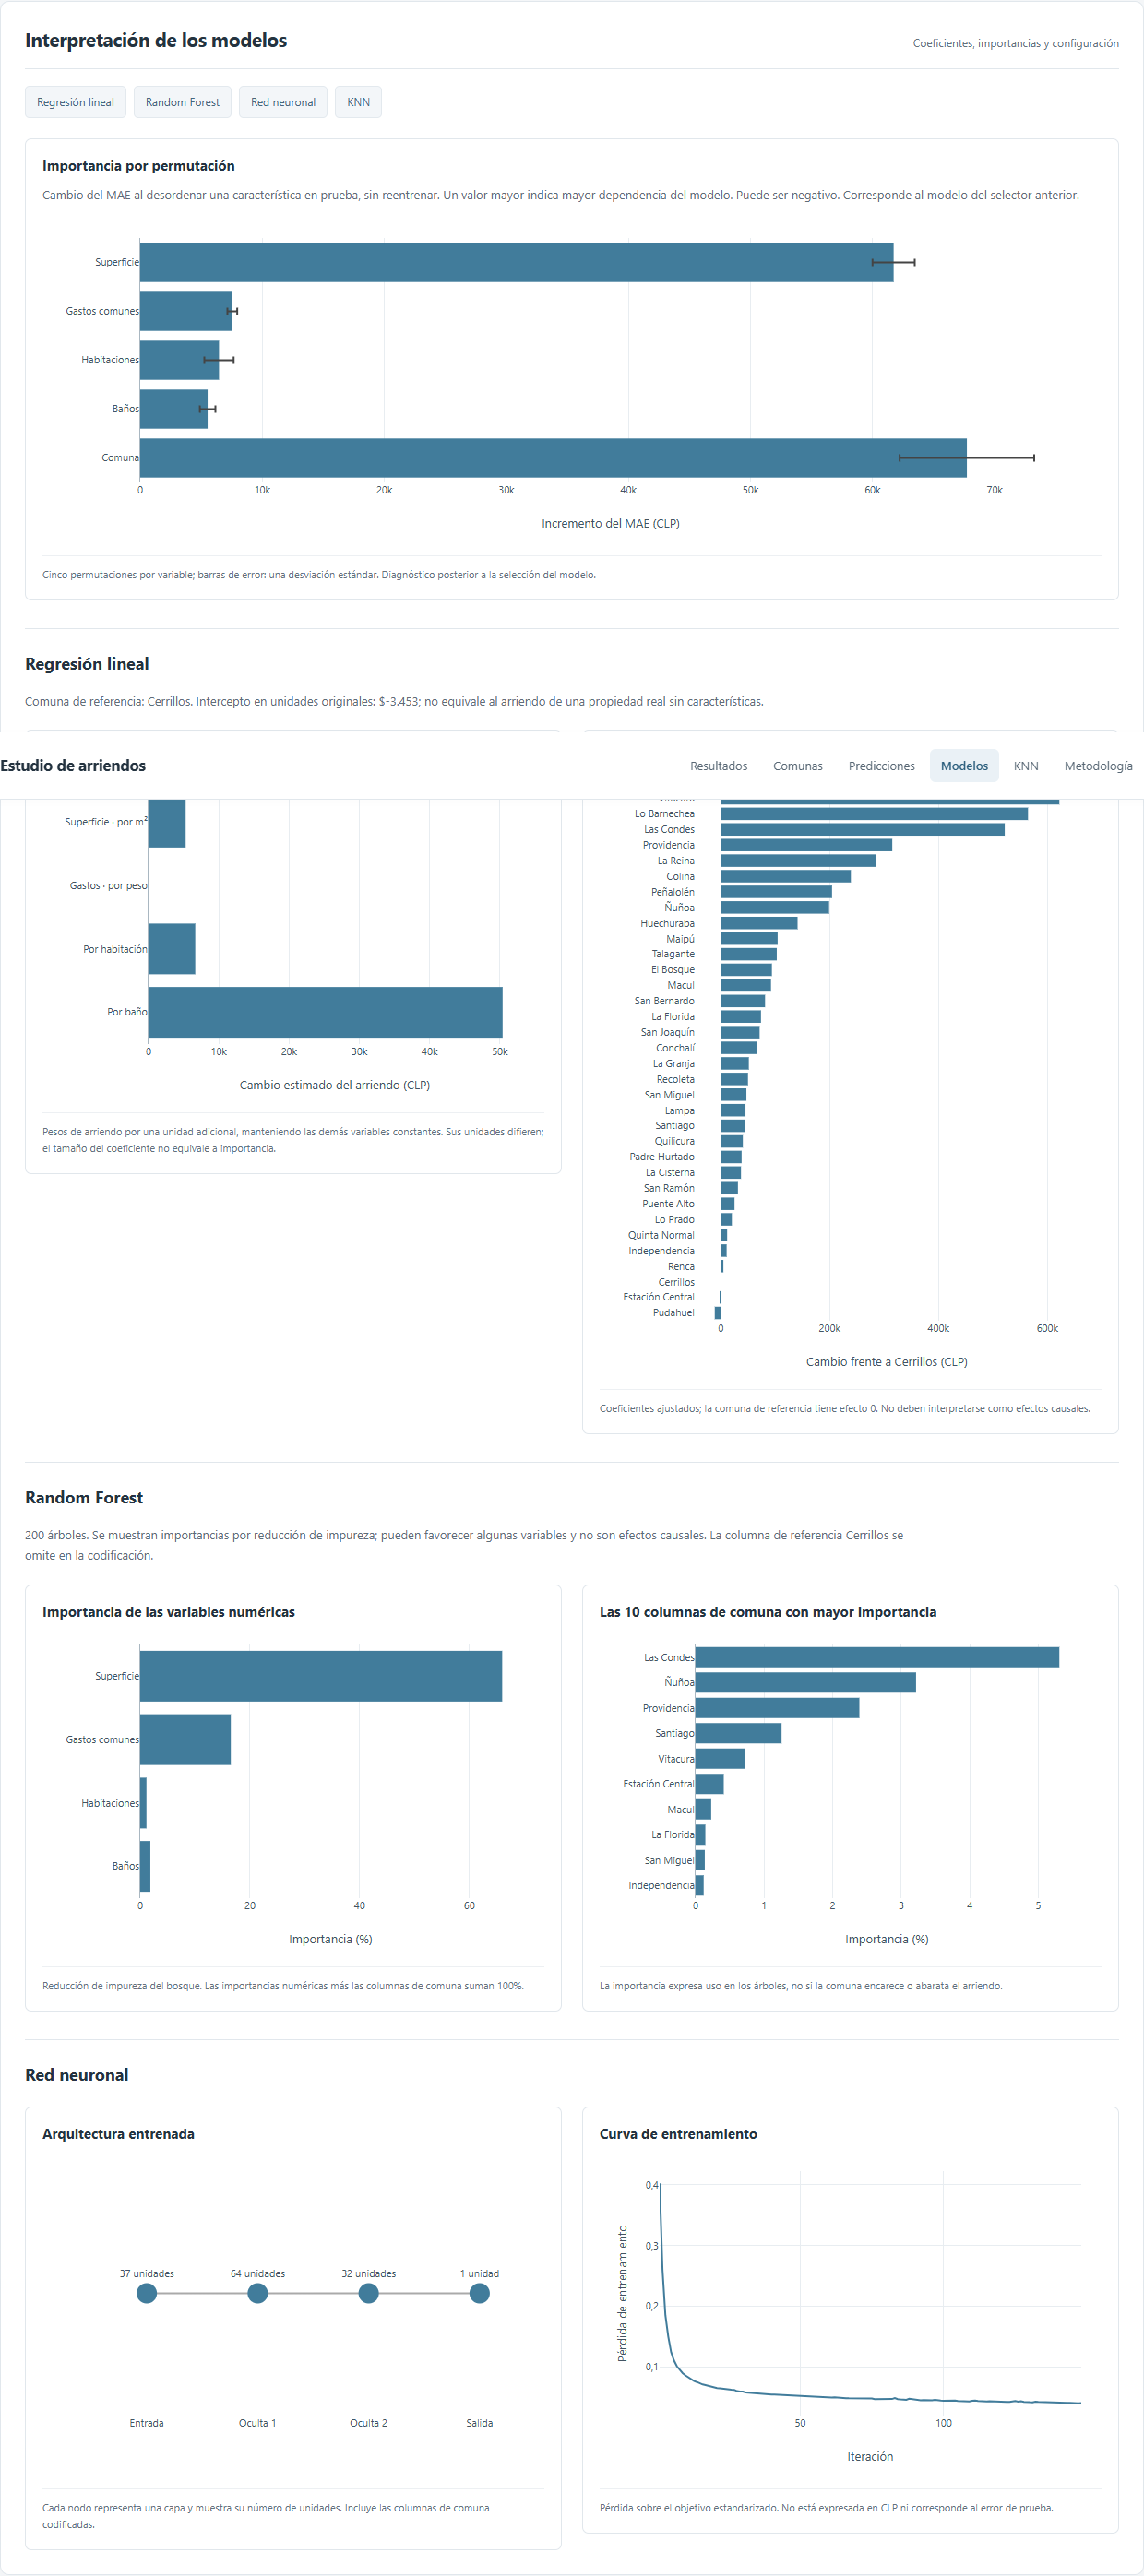 Interpretación de los modelos
Coeficientes, importancias y configuración
Regresión lineal
Random Forest
Red neuronal
KNN
Importancia por permutación
Cambio del MAE al desordenar una característica en prueba, sin reentrenar. Un valor mayor indica mayor dependencia del modelo. Puede ser negativo. Corresponde al modelo del selector anterior.
Superficie
Gastos comunes
Habitaciones
Baños
Comuna
0 10k 20k 30k 40k 50k 60k 70k
Incremento del MAE (CLP)
Cinco permutaciones por variable; barras de error: una desviación estándar. Diagnóstico posterior a la selección del modelo.
Regresión lineal
Comuna de referencia: Cerrillos. Intercepto en unidades originales: $-3.453; no equivale al arriendo de una propiedad real sin características.
Estudio de arriendos
Resultados
Comunas
Predicciones
Modelos
KNN
Metodología
Superficie · por m²
Gastos · por peso
Por habitación
Por baño
0 10k 20k 30k 40k 50k
Cambio estimado del arriendo (CLP)
Pesos de arriendo por una unidad adicional, manteniendo las demás variables constantes. Sus unidades difieren;
el tamaño del coeficiente no equivale a importancia.
Vitacura
Lo Barnechea
Las Condes
Providencia
La Reina
Colina
Peñalolén
Ñuñoa
Huechuraba
Maipú
Talagante
El Bosque
Macul
San Bernardo
La Florida
San Joaquín
Conchalí
La Granja
Recoleta
San Miguel
Lampa
Santiago
Quilicura
Padre Hurtado
La Cisterna
San Ramón
Puente Alto
Lo Prado
Quinta Normal
Independencia
Renca
Cerrillos
Estación Central
Pudahuel
0 200k 400k 600k
Cambio frente a Cerrillos (CLP)
Coeficientes ajustados; la comuna de referencia tiene efecto 0. No deben interpretarse como efectos causales.
Random Forest
200 árboles. Se muestran importancias por reducción de impureza; pueden favorecer algunas variables y no son efectos causales. La columna de referencia Cerrillos se
omite en la codificación.
Importancia de las variables numéricas
Superficie
Gastos comunes
Habitaciones
Baños
0 20 40 60
Importancia (%)
Reducción de impureza del bosque. Las importancias numéricas más las columnas de comuna suman 100%.
Las 10 columnas de comuna con mayor importancia
Las Condes
Ñuñoa
Providencia
Santiago
Vitacura
Estación Central
Macul
La Florida
San Miguel
Independencia
0 1 2 3 4 5
Importancia (%)
La importancia expresa uso en los árboles, no si la comuna encarece o abarata el arriendo.
Red neuronal
Arquitectura entrenada
37 unidades
64 unidades
32 unidades
1 unidad
Entrada
Oculta 1
Oculta 2
Salida
Cada nodo representa una capa y muestra su número de unidades. Incluye las columnas de comuna
codificadas.
Curva de entrenamiento
Pérdida de entrenamiento
0,4
0,3
0,2
0,1
50 100
Iteración
Pérdida sobre el objetivo estandarizado. No está expresada en CLP ni corresponde al error de prueba.